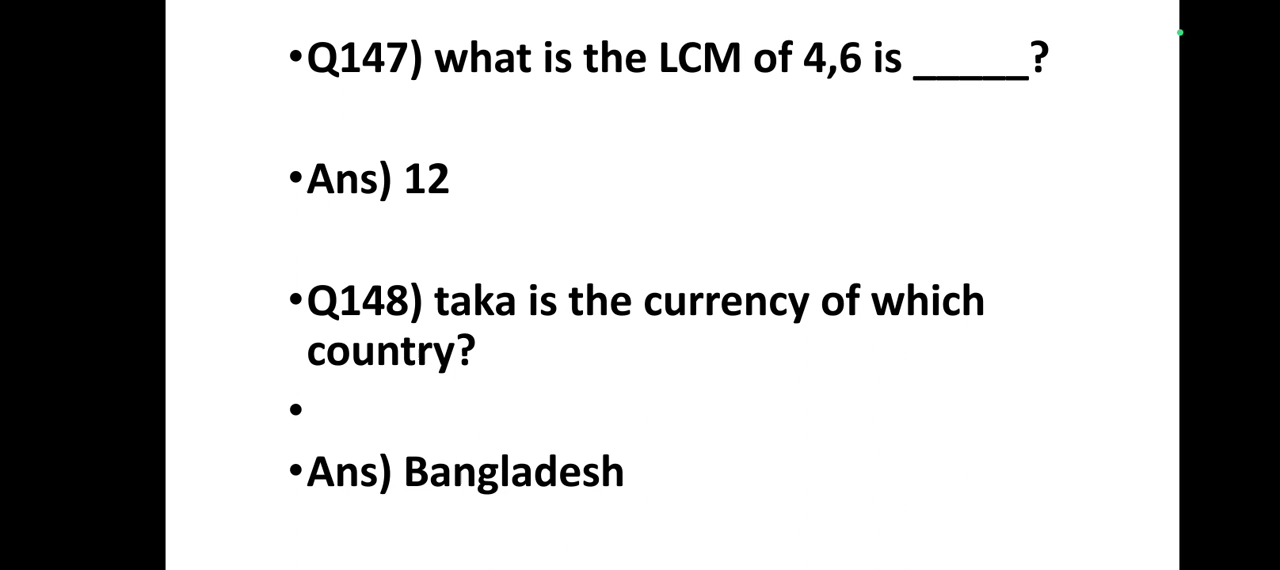 •Q147) what is the LCM of 4,6 is _____?
•Ans) 12
•Q148) taka is the currency of which
country?
•
•Ans) Bangladesh